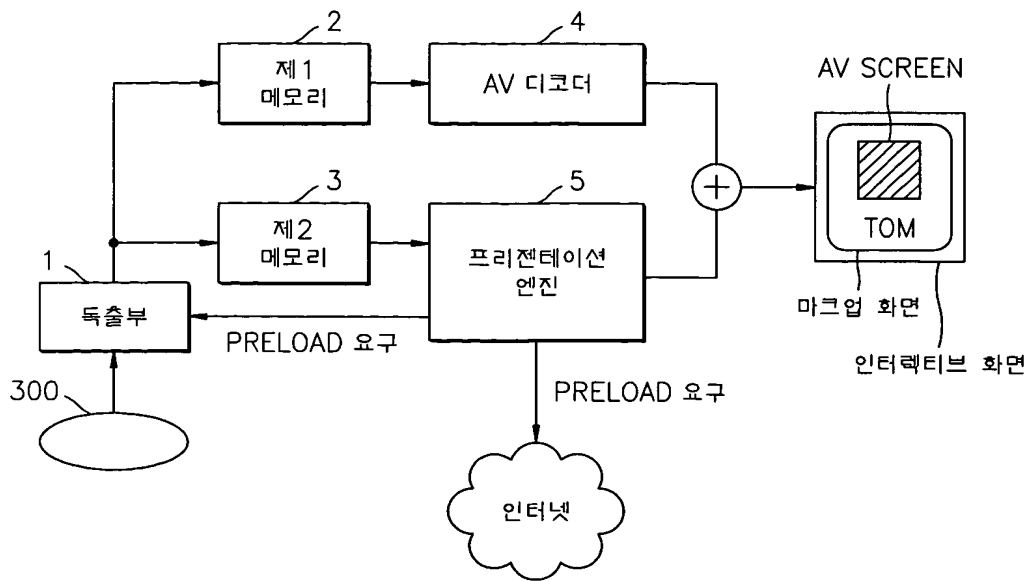 2
제1
메모리
4
AV 디코더
AV SCREEN
TOM
마크업 화면
인터렉티브 화면
3
제2
메모리
5
프리젠테이션
엔진
1
독출부
PRELOAD 요구
300
PRELOAD 요구
인터넷